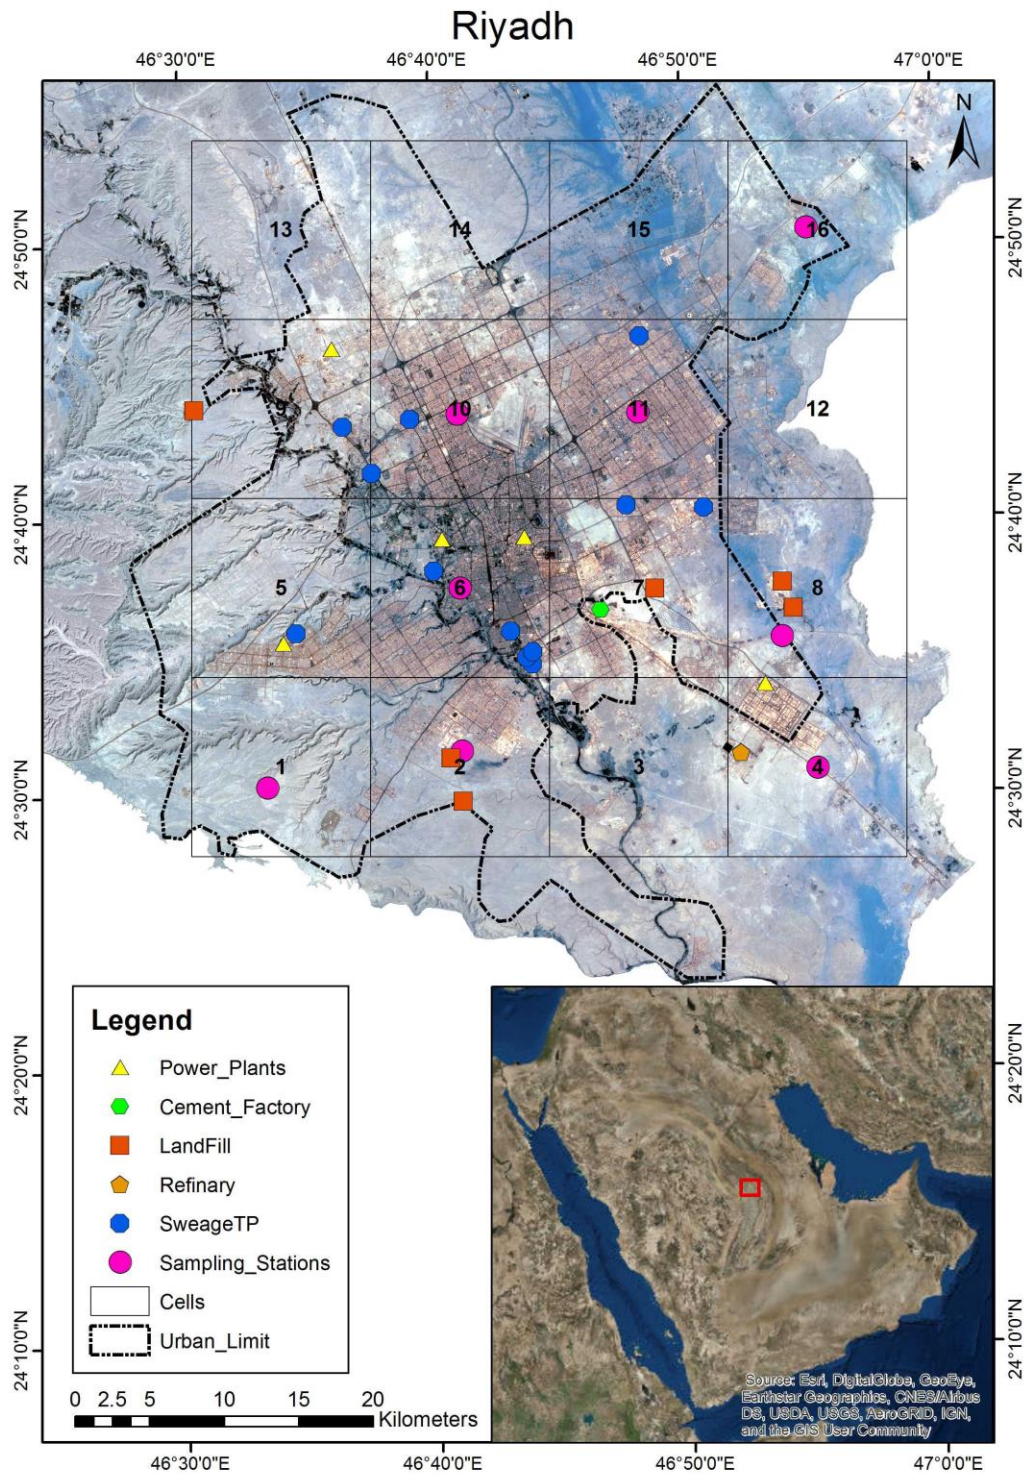 Riyadh
46°30'0"E
46°40'0"E
46°50'0"E
47°0'0"E
N
13
14
15
16
24°50'0"N
24°50'0"N
9
10
11
12
24°40'0"N
24°40'0"N
5
6
7
8
1
2
3
4
24°30'0"N
24°30'0"N
Legend
Power_Plants
Cement_Factory
LandFill
Refinary
SweageTP
Sampling_Stations
Cells
Urban_Limit
24°20'0"N
24°20'0"N
24°10'0"N
24°10'0"N
0 2.5 5 10 15 20
Kilometers
Source: Esri, DigitalGlobe, GeoEye,
Earthstar Geographics, CNES/Airbus
DS, USDA, USGS, AeroGRID, IGN,
and the GIS User Community
46°30'0"E
46°40'0"E
46°50'0"E
47°0'0"E